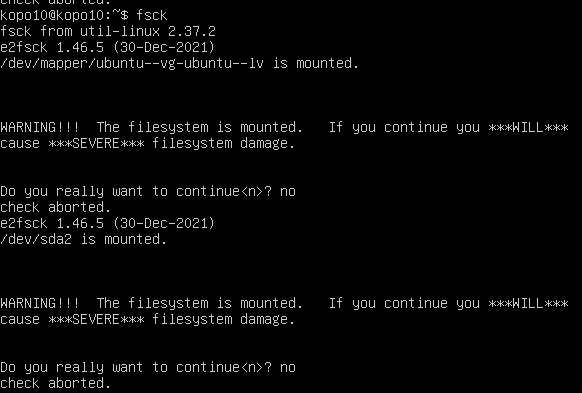 check aborted.
kopo10@kopo10:~$ fsck
fsck from util-linux 2.37.2
e2fsck 1.46.5 (30-Dec-2021)
/dev/mapper/ubuntu--vg-ubuntu--lv is mounted.
WARNING!!!  The filesystem is mounted.   If you continue you ***WILL***
cause ***SEVERE*** filesystem damage.
Do you really want to continue<n>? no
check aborted.
e2fsck 1.46.5 (30-Dec-2021)
/dev/sda2 is mounted.
WARNING!!!  The filesystem is mounted.   If you continue you ***WILL***
cause ***SEVERE*** filesystem damage.
Do you really want to continue<n>? no
check aborted.